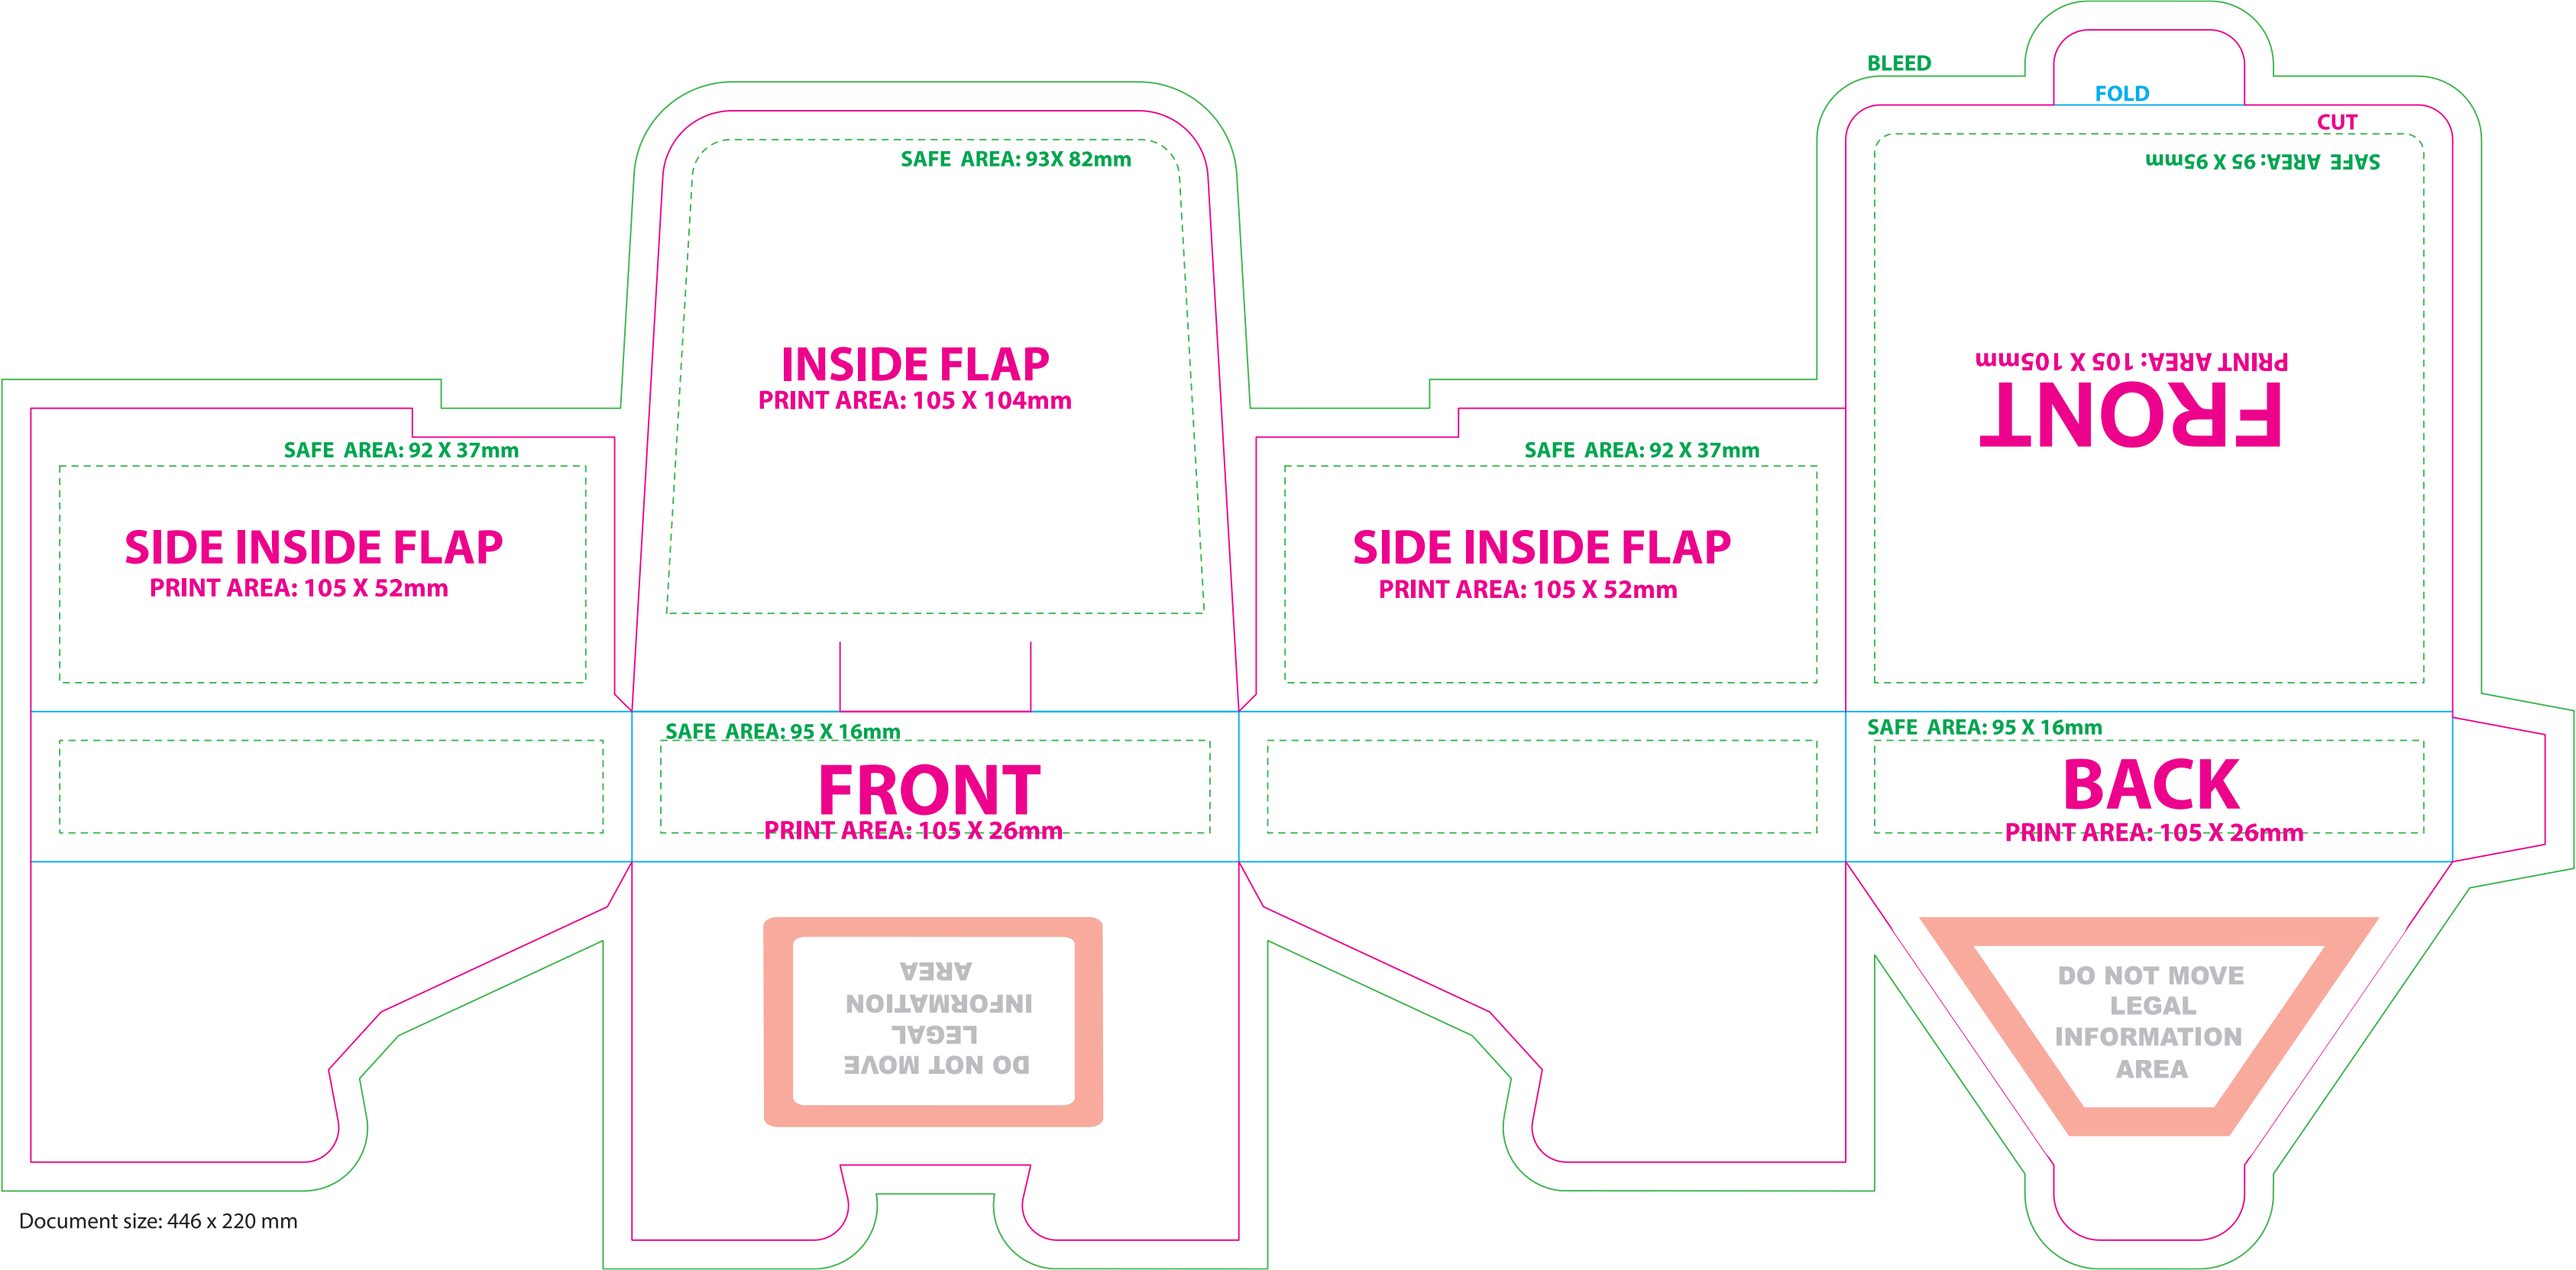 BLEED
FOLD
CUT
SAFE AREA: 93X 82mm
SAFE AREA: 95 X 95mm
INSIDE FLAP
PRINT AREA: 105 X 104mm
FRONT
PRINT AREA: 105 X 105mm
SAFE AREA: 92 X 37mm
SIDE INSIDE FLAP
PRINT AREA: 105 X 52mm
SAFE AREA: 92 X 37mm
SIDE INSIDE FLAP
PRINT AREA: 105 X 52mm
SAFE AREA: 95 X 16mm
FRONT
PRINT AREA: 105 X 26mm
SAFE AREA: 95 X 16mm
BACK
PRINT AREA: 105 X 26mm
DO NOT MOVE
LEGAL
INFORMATION
AREA
DO NOT MOVE
LEGAL
INFORMATION
AREA
Document size: 446 x 220 mm